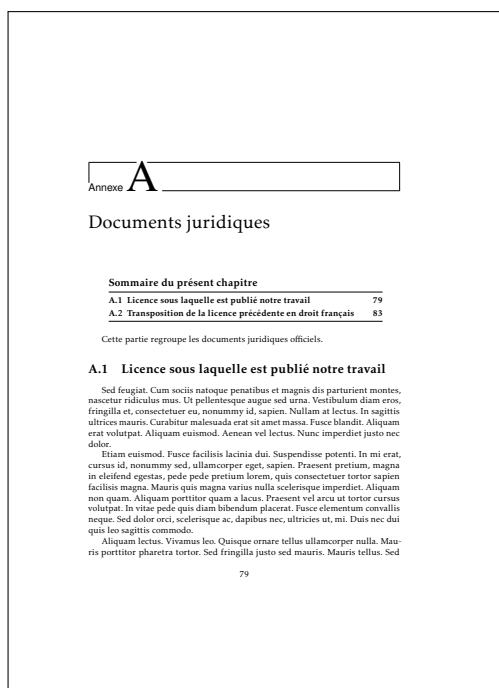 Annexe A
Documents juridiques
Sommaire du présent chapitre
A.1 Licence sous laquelle est publié notre travail 79
A.2 Transposition de la licence précédente en droit français 83
Cette partie regroupe les documents juridiques officiels.
A.1 Licence sous laquelle est publié notre travail
Sed feugiat. Cum sociis natoque penatibus et magnis dis parturient montes,
nascetur ridiculus mus. Ut pellentesque augue sed urna. Vestibulum diam eros,
fringilla et, consectetuer eu, nonummy id, sapien. Nullam at lectus. In sagittis
ultrices mauris. Curabitur malesuada erat sit amet massa. Fusce blandit. Aliquam
erat volutpat. Aliquam euismod. Aenean vel lectus. Nunc imperdiet justo nec
dolor.
Etiam euismod. Fusce facilisis lacinia dui. Suspendisse potenti. In mi erat,
cursus id, nonummy sed, ullamcorper eget, sapien. Praesent pretium, magna
in eleifend egestas, pede pede pretium lorem, quis consectetuer tortor sapien
facilisis magna. Mauris quis magna varius nulla scelerisque imperdiet. Aliquam
non quam. Aliquam porttitor quam a lacus. Praesent vel arcu ut tortor cursus
volutpat. In vitae pede quis diam bibendum placerat. Fusce elementum convallis
neque. Sed dolor orci, scelerisque ac, dapibus nec, ultricies ut, mi. Duis nec dui
quis leo sagittis commodo.
Aliquam lectus. Vivamus leo. Quisque ornare tellus ullamcorper nulla. Mau-
ris porttitor pharetra tortor. Sed fringilla justo sed mauris. Mauris tellus. Sed
79